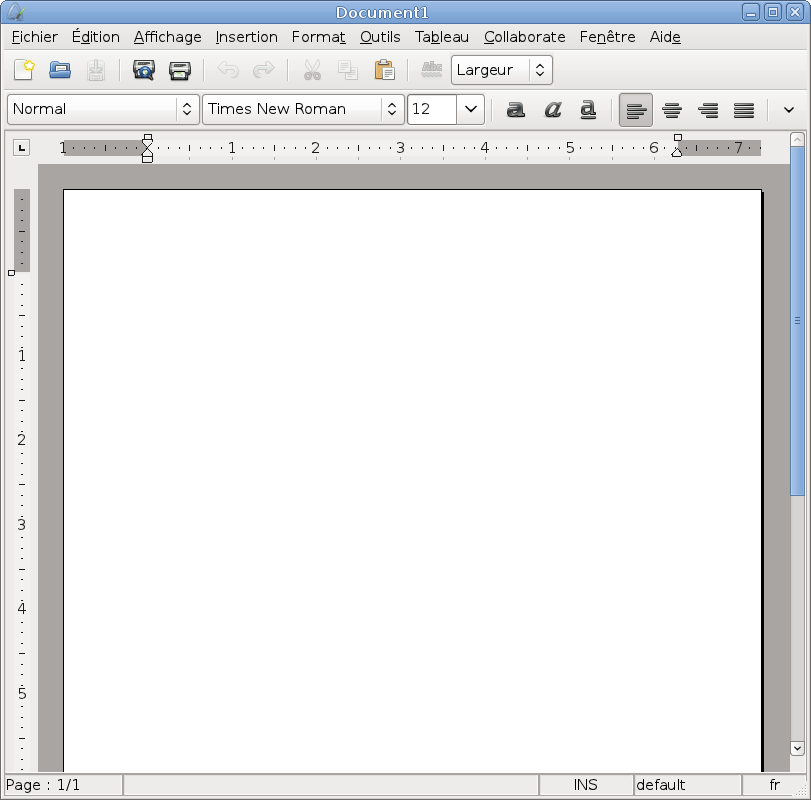 Document1
Fichier Édition Affichage Insertion Format Outils Tableau Collaborate Fenêtre Aide
Largeur
Normal Times New Roman 12 a a a
L 1 1 2 3 4 5 6 7
1
2
3
4
5
Page : 1/1 INS default fr